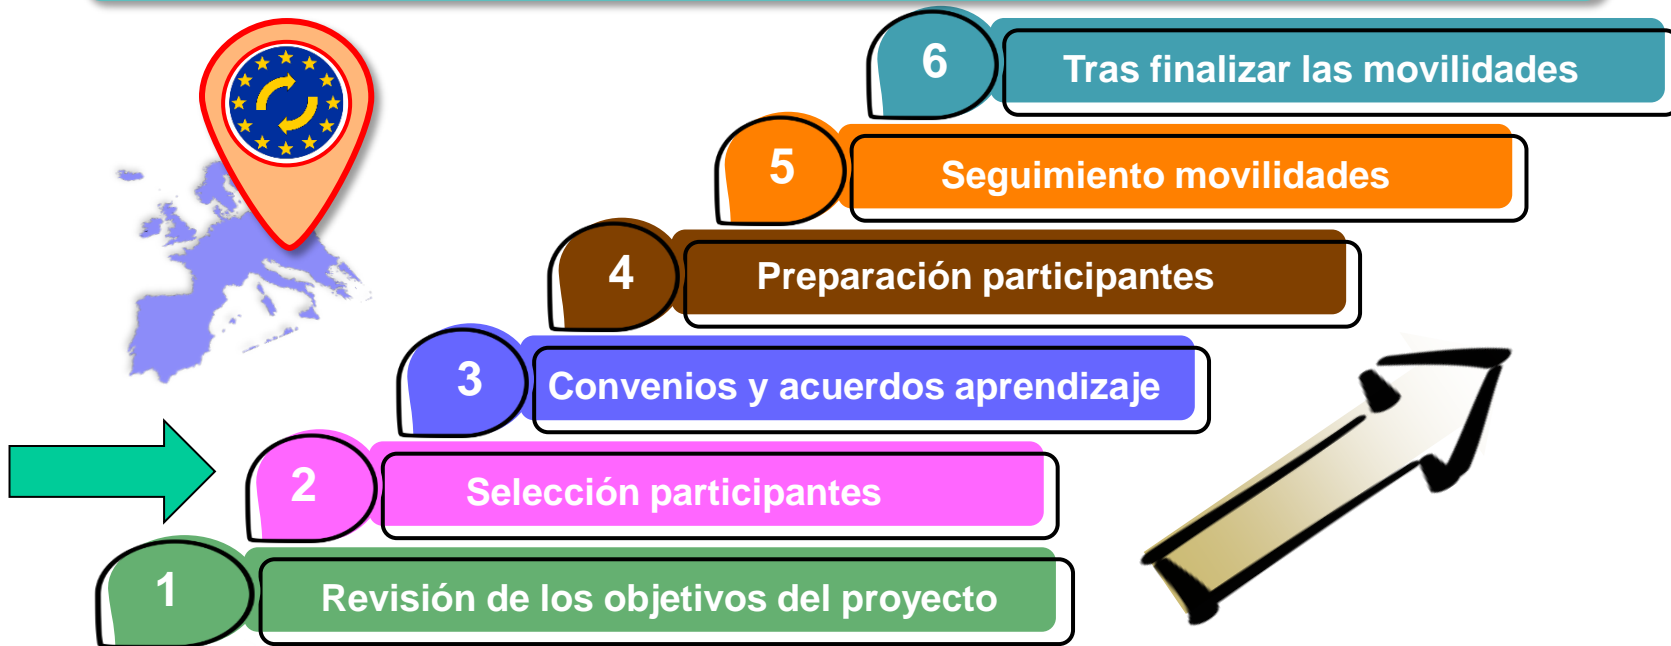 6 Tras finalizar las movilidades
5 Seguimiento movilidades
4 Preparación participantes
3 Convenios y acuerdos aprendizaje
2 Selección participantes
1 Revisión de los objetivos del proyecto